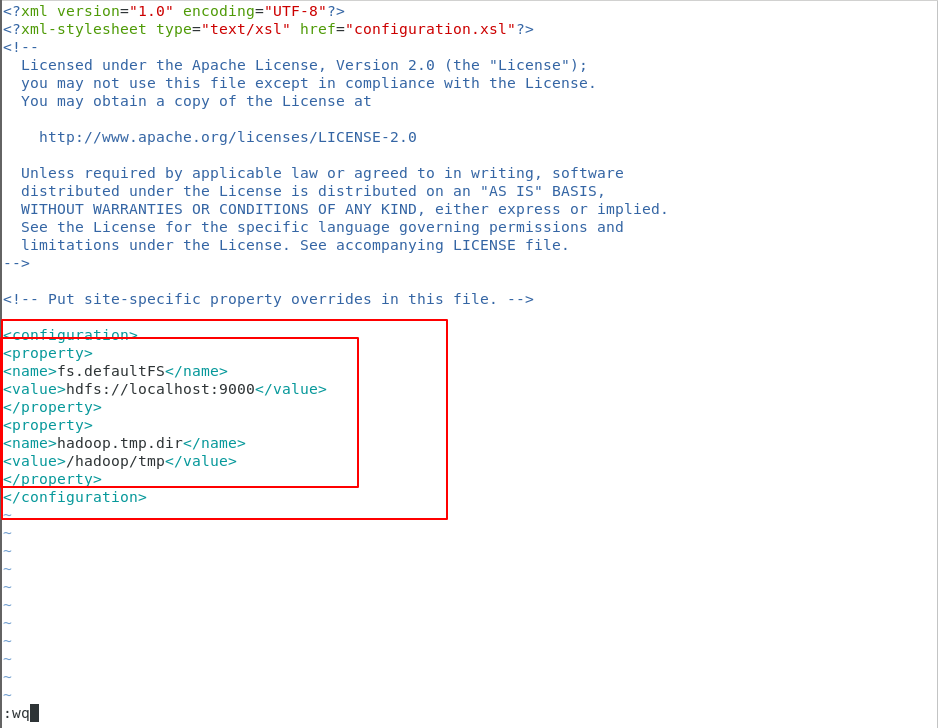 <?xml version="1.0" encoding="UTF-8"?>
<?xml-stylesheet type="text/xsl" href="configuration.xsl"?>
<!--
  Licensed under the Apache License, Version 2.0 (the "License");
  you may not use this file except in compliance with the License.
  You may obtain a copy of the License at

    http://www.apache.org/licenses/LICENSE-2.0

  Unless required by applicable law or agreed to in writing, software
  distributed under the License is distributed on an "AS IS" BASIS,
  WITHOUT WARRANTIES OR CONDITIONS OF ANY KIND, either express or implied.
  See the License for the specific language governing permissions and
  limitations under the License. See accompanying LICENSE file.
-->

<!-- Put site-specific property overrides in this file. -->

<configuration>
<property>
<name>fs.defaultFS</name>
<value>hdfs://localhost:9000</value>
</property>
<property>
<name>hadoop.tmp.dir</name>
<value>/hadoop/tmp</value>
</property>
</configuration>
~
~
~
~
~
~
~
~
~
~
~
:wq